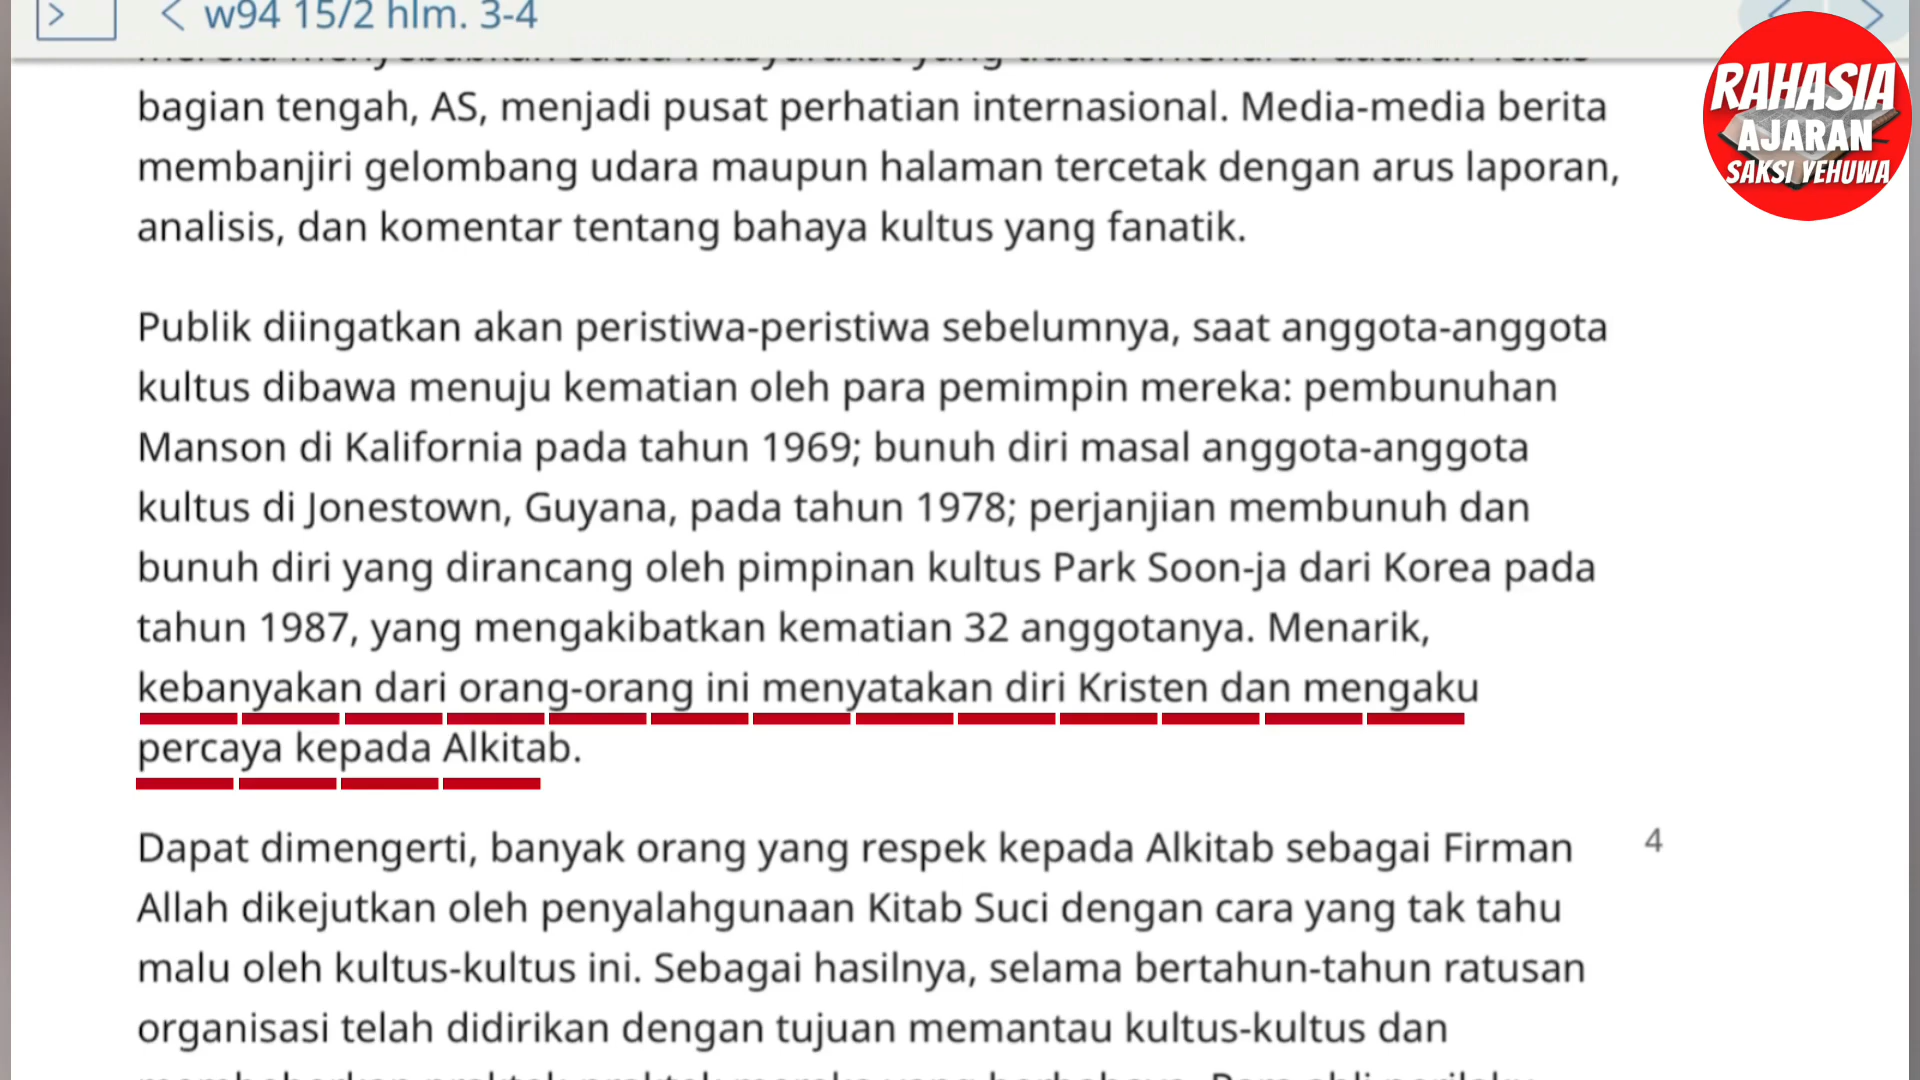 w94 15/2 hlm. 3-4
RAHASIA
AJARAN
SAKSI YEHUWA
bagian tengah, AS, menjadi pusat perhatian internasional. Media-media berita
membanjiri gelombang udara maupun halaman tercetak dengan arus laporan,
analisis, dan komentar tentang bahaya kultus yang fanatik.
Publik diingatkan akan peristiwa-peristiwa sebelumnya, saat anggota-anggota
kultus dibawa menuju kematian oleh para pemimpin mereka: pembunuhan
Manson di Kalifornia pada tahun 1969; bunuh diri masal anggota-anggota
kultus di Jonestown, Guyana, pada tahun 1978; perjanjian membunuh dan
bunuh diri yang dirancang oleh pimpinan kultus Park Soon-ja dari Korea pada
tahun 1987, yang mengakibatkan kematian 32 anggotanya. Menarik,
kebanyakan dari orang-orang ini menyatakan diri Kristen dan mengaku
percaya kepada Alkitab.
Dapat dimengerti, banyak orang yang respek kepada Alkitab sebagai Firman
4
Allah dikejutkan oleh penyalahgunaan Kitab Suci dengan cara yang tak tahu
malu oleh kultus-kultus ini. Sebagai hasilnya, selama bertahun-tahun ratusan
organisasi telah didirikan dengan tujuan memantau kultus-kultus dan